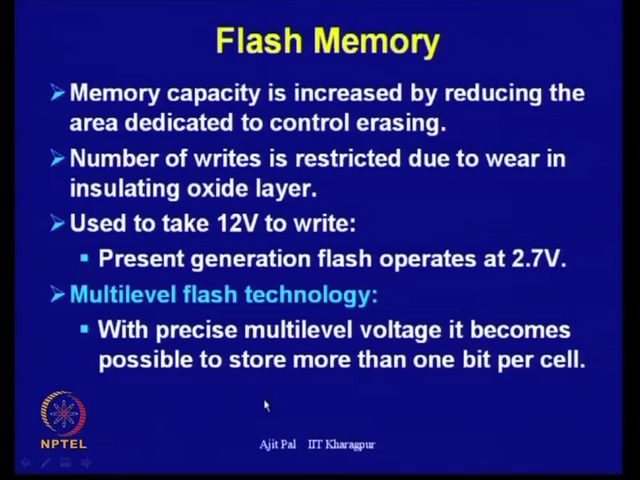 Flash Memory
Memory capacity is increased by reducing the
area dedicated to control erasing.
Number of writes is restricted due to wear in
insulating oxide layer.
Used to take 12V to write:
Present generation flash operates at 2.7V.
Multilevel flash technology:
With precise multilevel voltage it becomes
possible to store more than one bit per cell.
NPTEL
Ajit Pal IIT Kharagpur